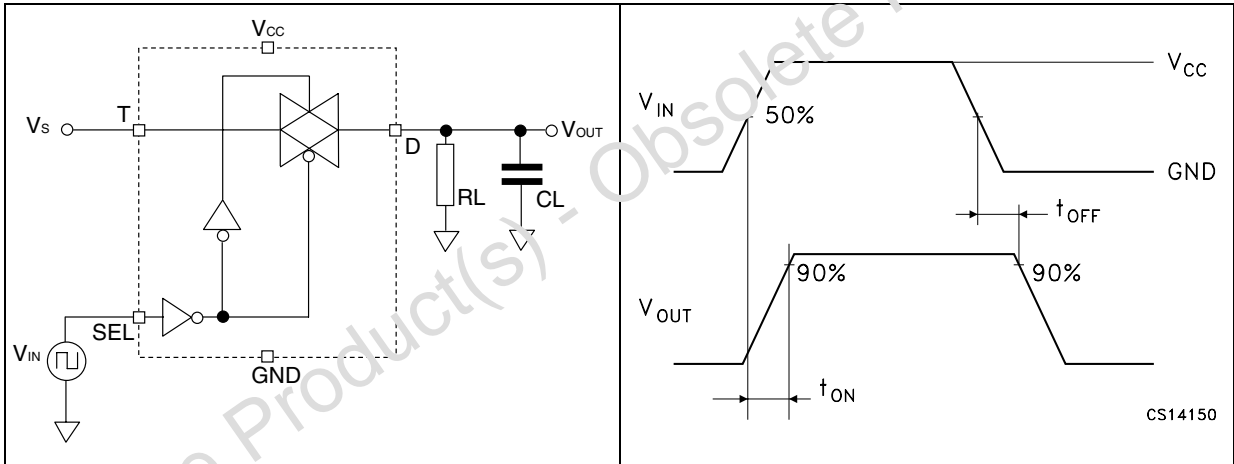 VCC
VS
T
D
VOUT
RL
CL
SEL
VIN
GND
VIN
50%
VCC
GND
tOFF
90%
90%
VOUT
tON
CS14150
Product(s) - Obsolete